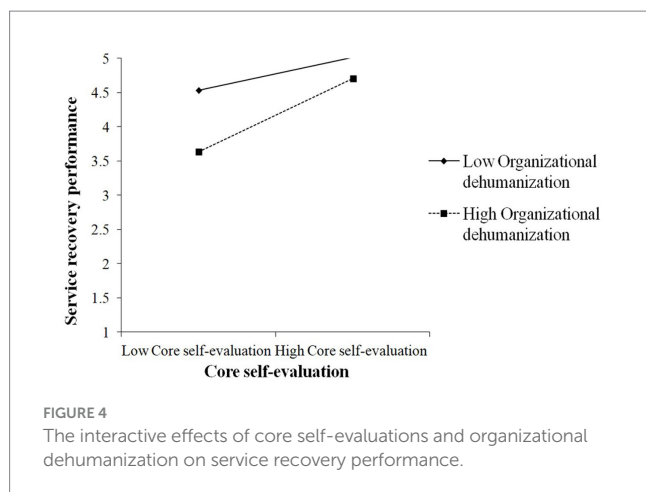 5
4.5
4
3.5
3
2.5
2
1.5
1
Service recovery performance
Low Core self-evaluation High Core self-evaluation
Core self-evaluation
Low Organizational
dehumanization
High Organizational
dehumanization
FIGURE 4
The interactive effects of core self-evaluations and organizational
dehumanization on service recovery performance.